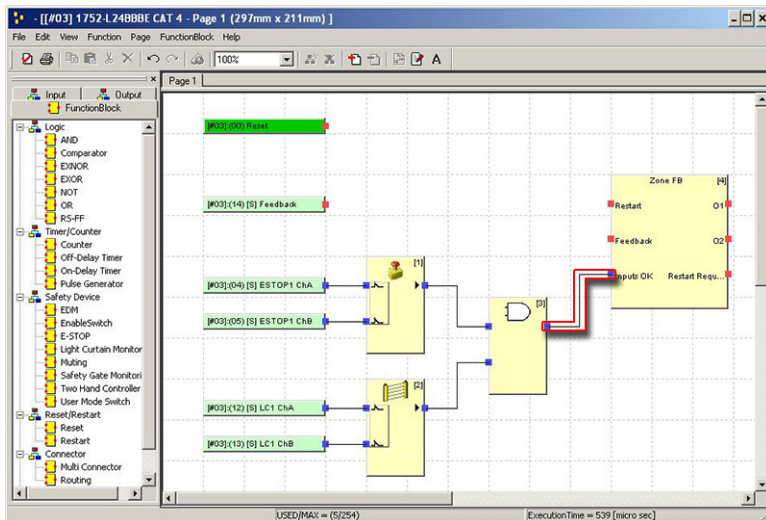 - [[#03] 1752-L24BBBE CAT 4 - Page 1 (297mm x 211mm) ]
File Edit View Function Page FunctionBlock Help
100%
A
Page 1
Input Output
FunctionBlock
Logic
AND
Comparator
EXNOR
EXOR
NOT
OR
RS-FF
Timer/Counter
Counter
Off-Delay Timer
On-Delay Timer
Pulse Generator
Safety Device
EDM
EnableSwitch
E-STOP
Light Curtain Monitor
Muting
Safety Gate Monitori
Two Hand Controller
User Mode Switch
Reset/Restart
Reset
Restart
Connector
Multi Connector
Routing
[#03]:(00) Reset
[#03]:(14) [S] Feedback
[#03]:(04) [S] ESTOP1 ChA
[#03]:(05) [S] ESTOP1 ChB
[#03]:(12) [S] LC1 ChA
[#03]:(13) [S] LC1 ChB
[1]
[2]
[3]
Zone FB [4]
Restart O1
Feedback O2
Inputs OK Restart Requ...
USED/MAX = (5/254) ExecutionTime = 539 [micro sec]